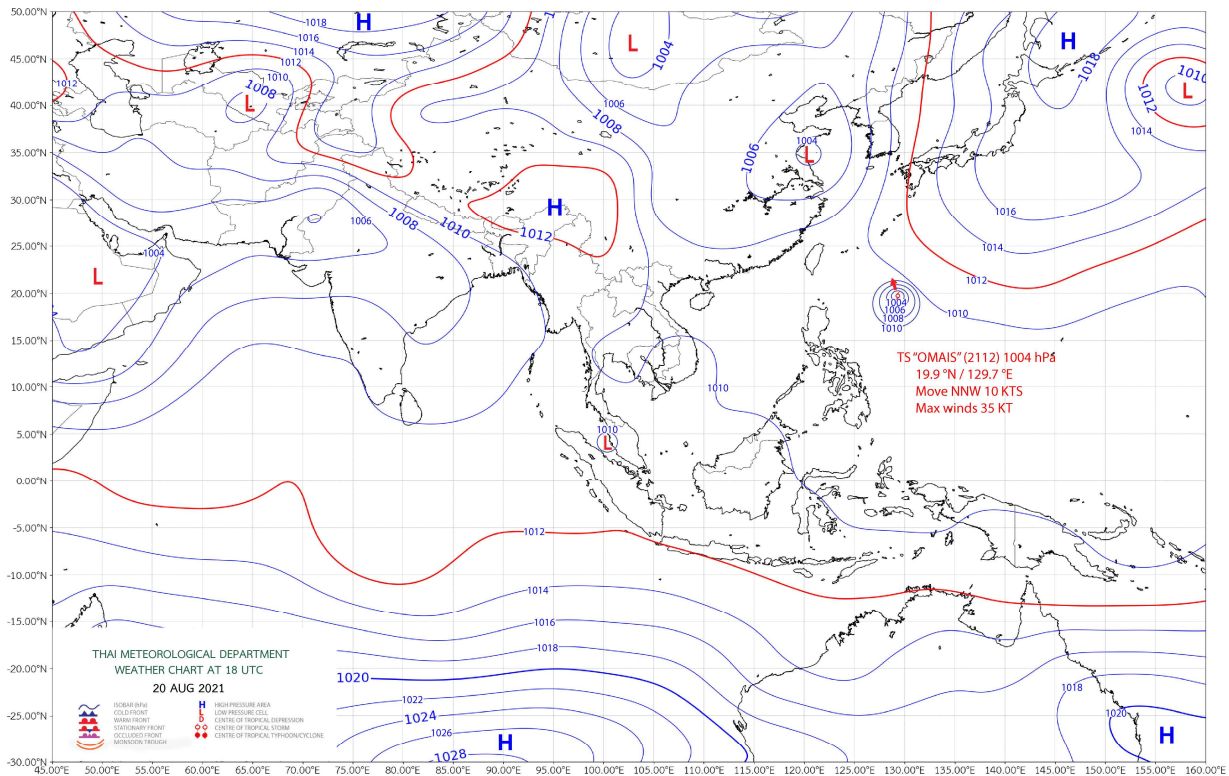 50.00°N
45.00°N
40.00°N
35.00°N
30.00°N
25.00°N
20.00°N
15.00°N
10.00°N
5.00°N
0.00°N
-5.00°N
-10.00°N
-15.00°N
-20.00°N
-25.00°N
-30.00°N
1018
H
1016
1014
1012
1010
1008
L
1012
L
1004
1006
1008
H
1018
1010
L
1012
1014
1016
1014
1012
1010
1004
L
1006
H
1012
1008
1010
1006
1004
L
1004
1006
1008
1010
TS "OMAIS" (2112) 1004 hPa
19.9 °N / 129.7 °E
Move NNW 10 KTS
Max winds 35 KT
1010
1010
L
1012
1014
1016
1018
1020
1022
1024
1026
1028
H
1018
1020
H
THAI METEOROLOGICAL DEPARTMENT
WEATHER CHART AT 18 UTC
20 AUG 2021
ISOBAR (hPa)
COLD FRONT
WARM FRONT
STATIONARY FRONT
OCCLUDED FRONT
MONSOON TROUGH
H HIGH PRESSURE AREA
L LOW PRESSURE CELL
D CENTRE OF TROPICAL DEPRESSION
CENTRE OF TROPICAL STORM
CENTRE OF TROPICAL TYPHOON/CYCLONE
45.00°E 50.00°E 55.00°E 60.00°E 65.00°E 70.00°E 75.00°E 80.00°E 85.00°E 90.00°E 95.00°E 100.00°E 105.00°E 110.00°E 115.00°E 120.00°E 125.00°E 130.00°E 135.00°E 140.00°E 145.00°E 150.00°E 155.00°E 160.00°E